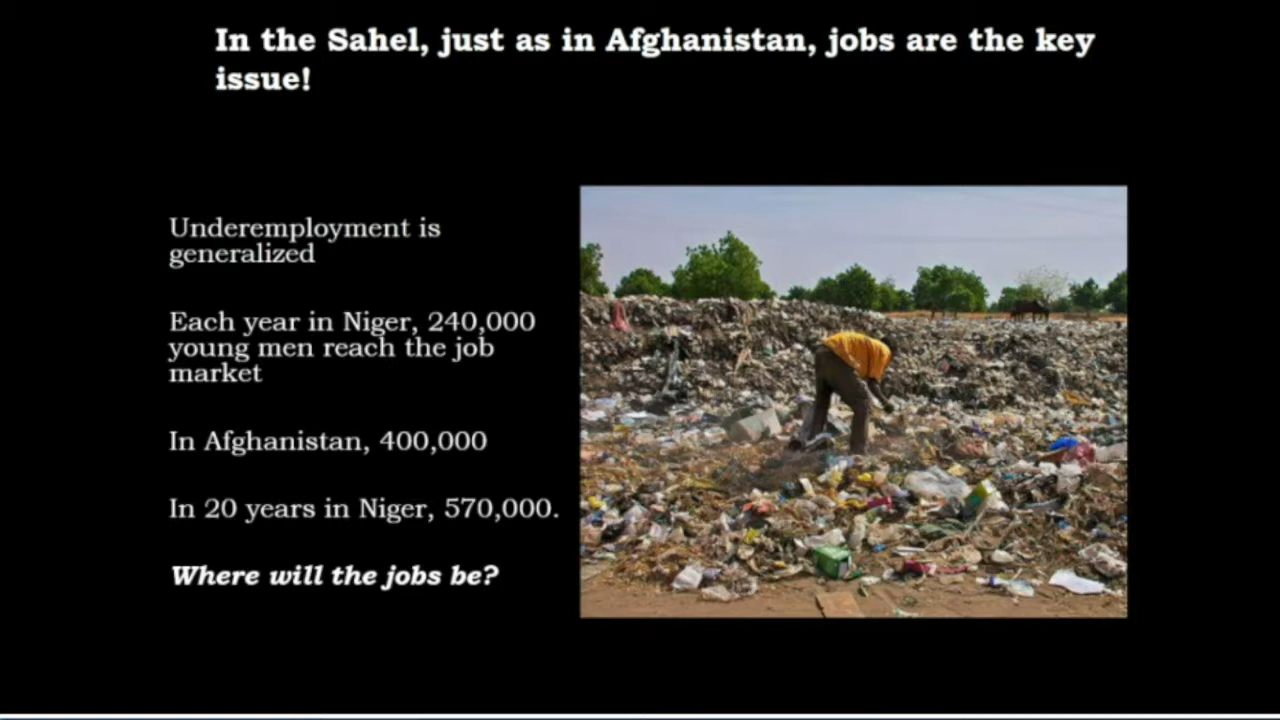 In the Sahel, just as in Afghanistan, jobs are the key
issue!
Underemployment is
generalized
Each year in Niger, 240,000
young men reach the job
market
In Afghanistan, 400,000
In 20 years in Niger, 570,000.
Where will the jobs be?